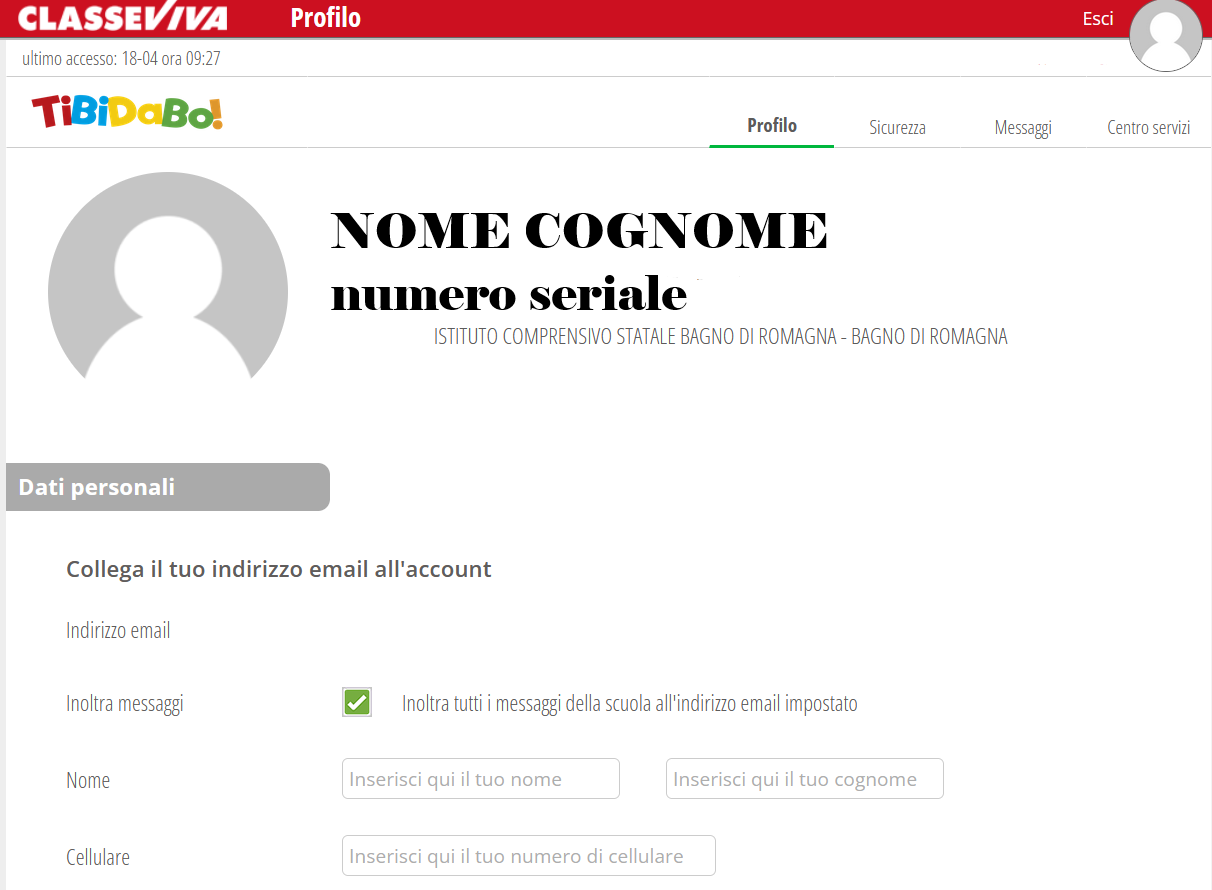 CLASSEVIVA Profilo Esci
ultimo accesso: 18-04 ora 09:27
TiBiDaBo!
Profilo Sicurezza Messaggi Centro servizi
NOME COGNOME
numero seriale
ISTITUTO COMPRENSIVO STATALE BAGNO DI ROMAGNA - BAGNO DI ROMAGNA
Dati personali
Collega il tuo indirizzo email all'account
Indirizzo email
Inoltra messaggi Inoltra tutti i messaggi della scuola all'indirizzo email impostato
Nome Inserisci qui il tuo nome Inserisci qui il tuo cognome
Cellulare Inserisci qui il tuo numero di cellulare